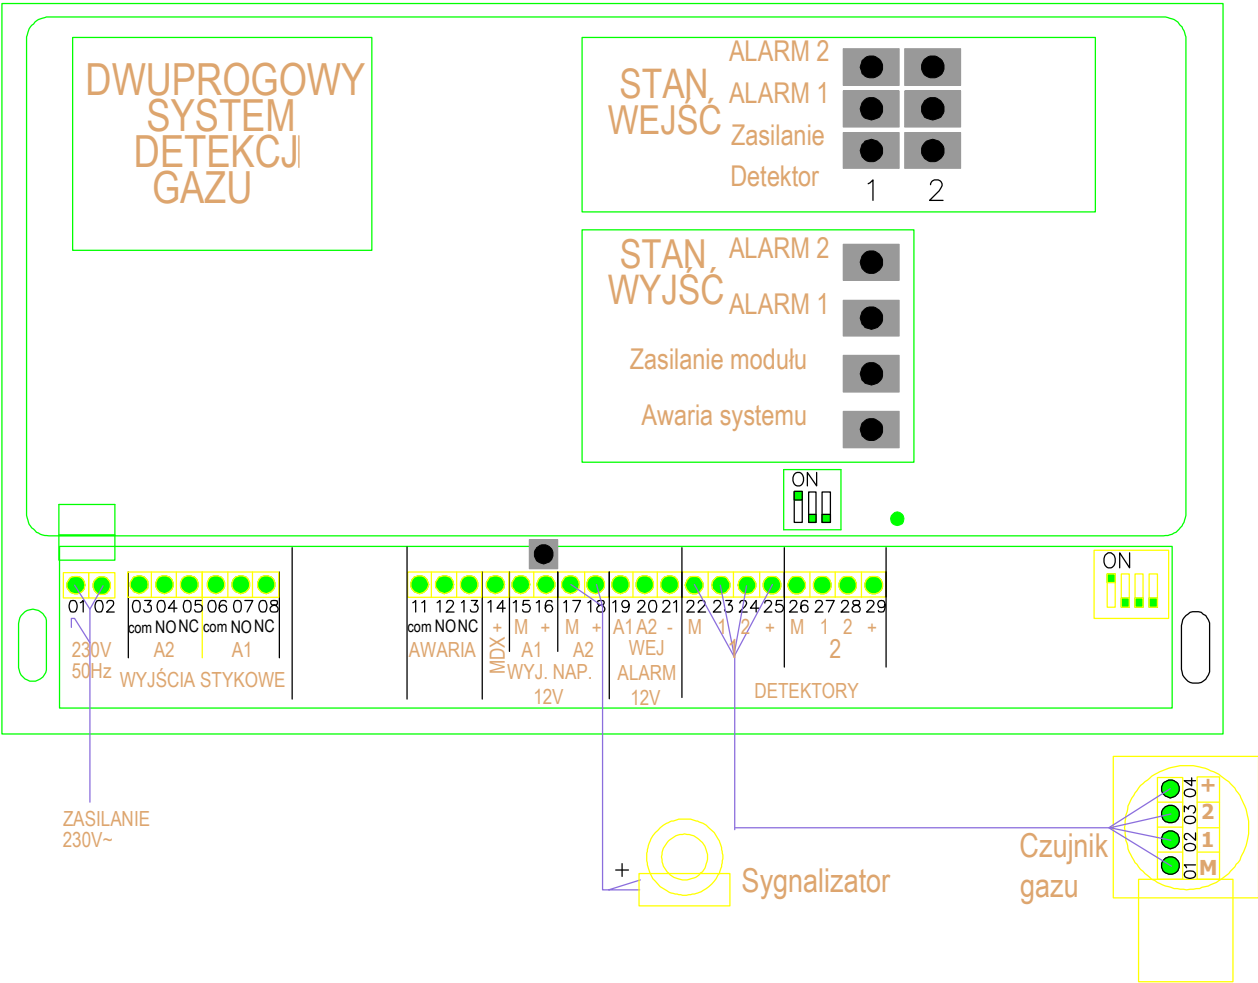 DWUPROGOWY
SYSTEM
DETEKCJI
GAZU
STAN
WEJŚĆ
ALARM 2
ALARM 1
Zasilanie
Detektor
1 2
STAN
WYJŚĆ
ALARM 2
ALARM 1
Zasilanie modułu
Awaria systemu
ON
ON
01 02 03 04 05 06 07 08 11 12 13 14 15 16 17 18 19 20 21 22 23 24 25 26 27 28 29
com NO NC com NO NC com NO NC + M + M + A1 A2 - M 1 2 + M 1 2 +
230V
50Hz
A2 A1
WYJŚCIA STYKOWE
AWARIA
MDX
A1 A2
WYJ. NAP.
12V
WEJ
ALARM
12V
1 2
DETEKTORY
ZASILANIE
230V~
+
Sygnalizator
Czujnik
gazu
04 +
03 2
02 1
01 M